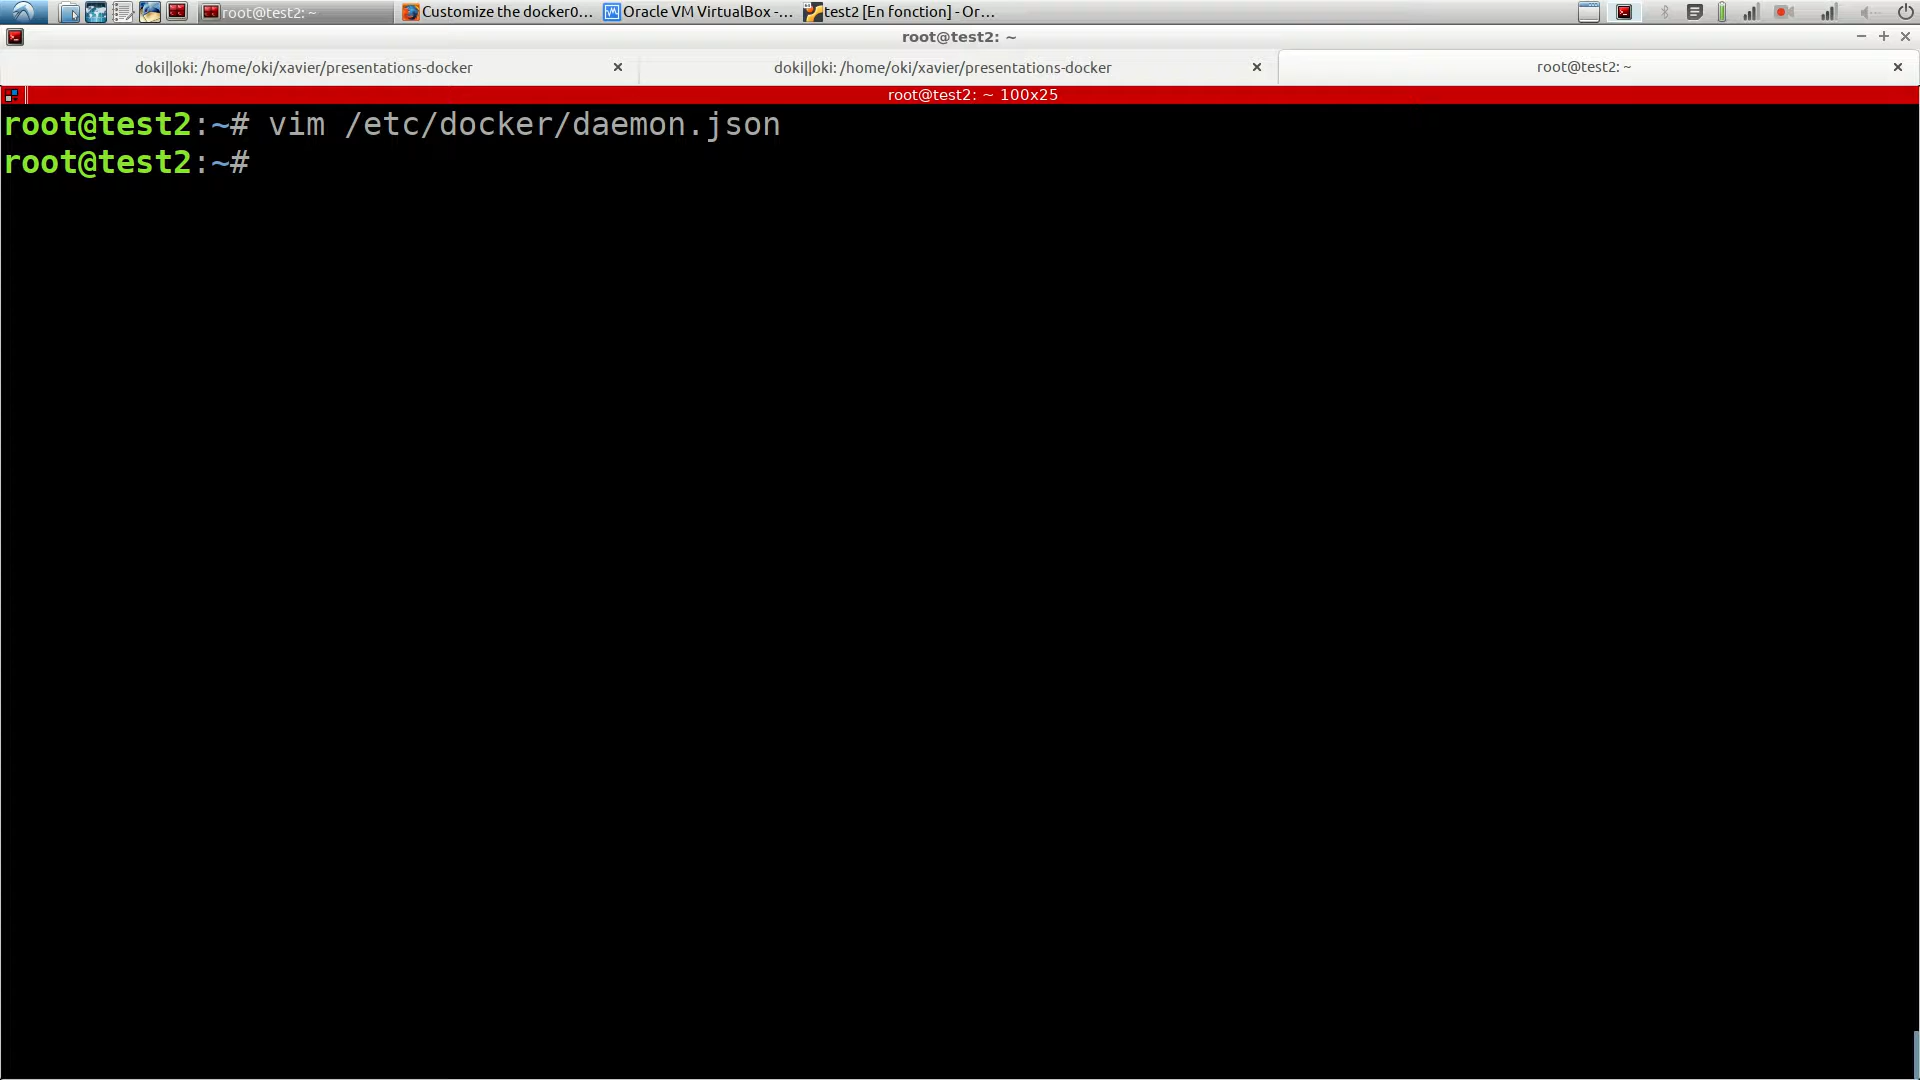 root@test2: ~
Customize the docker0...
Oracle VM VirtualBox -...
test2 [En fonction] - Or...
root@test2: ~
doki||oki: /home/oki/xavier/presentations-docker
doki||oki: /home/oki/xavier/presentations-docker
root@test2: ~
root@test2: ~ 100x25
root@test2:~# vim /etc/docker/daemon.json
root@test2:~#